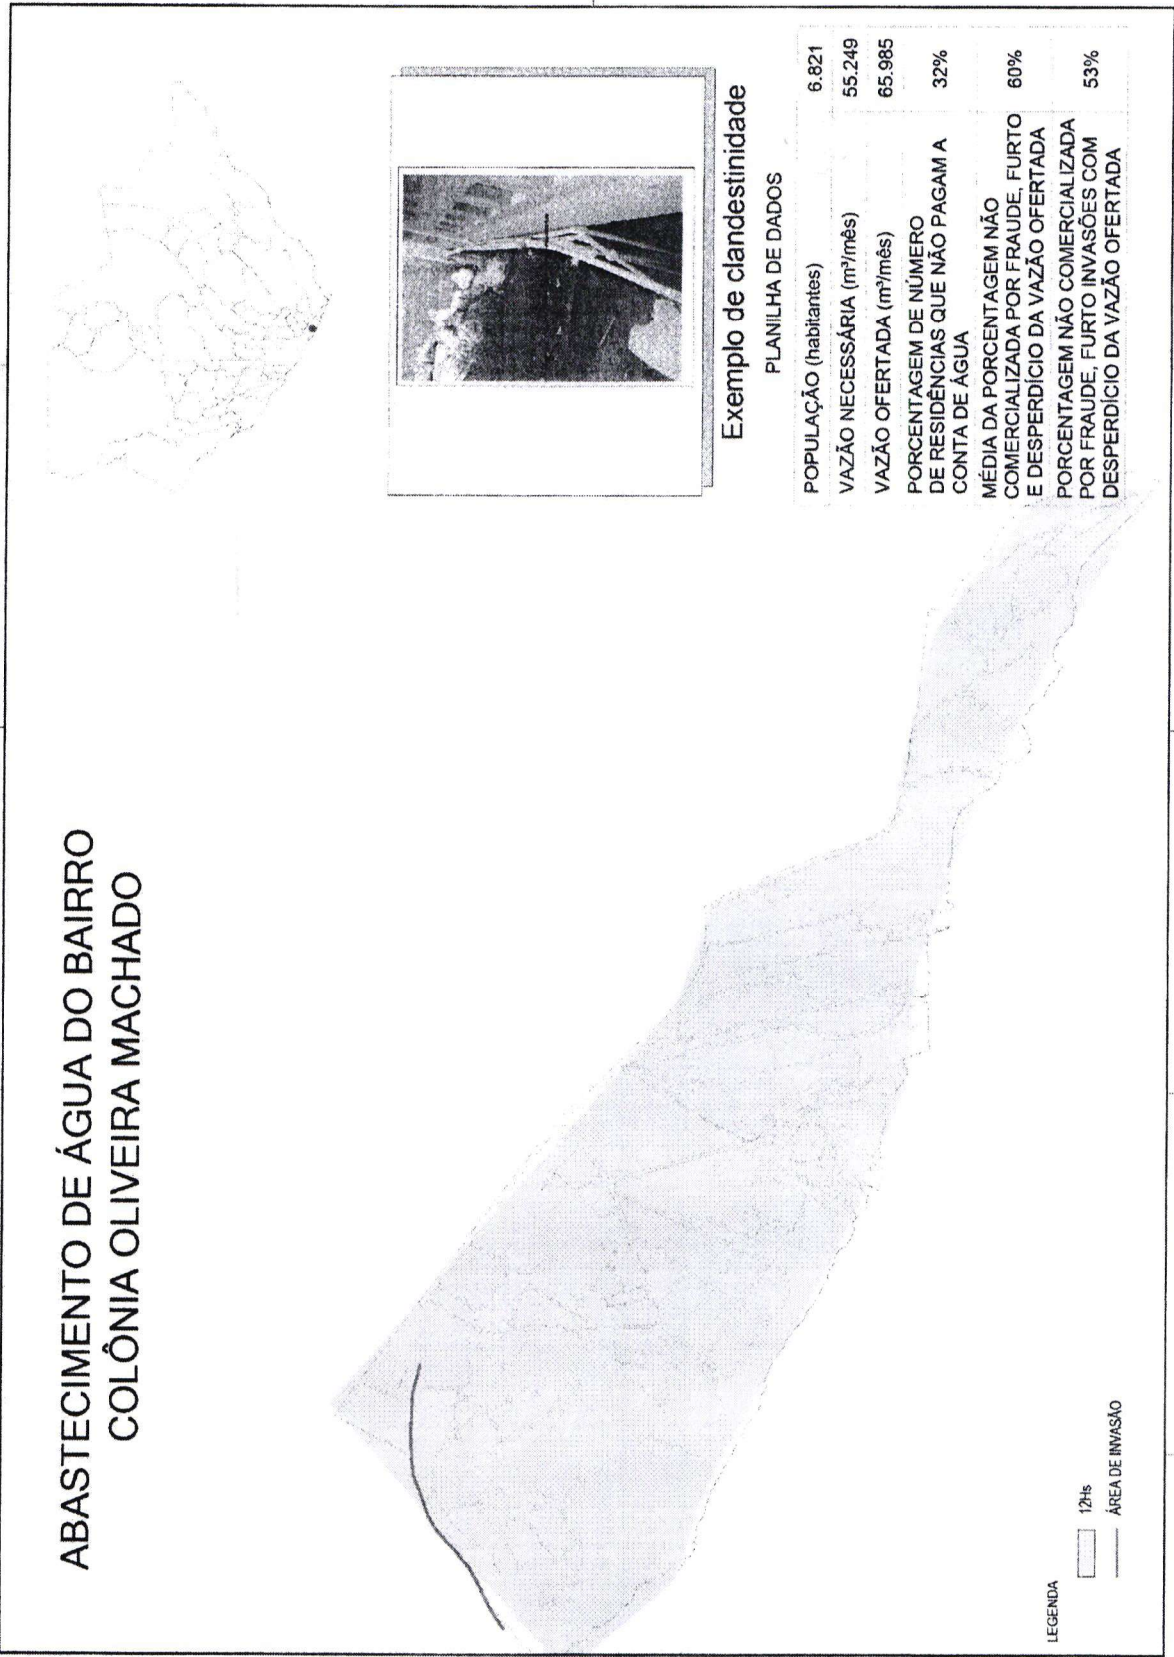 ABASTECIMENTO DE ÁGUA DO BAIRRO
COLÔNIA OLIVEIRA MACHADO
Exemplo de clandestinidade
PLANILHA DE DADOS
POPULAÇÃO (habitantes) 6.821
VAZÃO NECESSÁRIA (m³/mês) 55.249
VAZÃO OFERTADA (m³/mês) 65.985
PORCENTAGEM DE NÚMERO
DE RESIDÊNCIAS QUE NÃO PAGAM A 32%
CONTA DE ÁGUA
MÉDIA DA PORCENTAGEM NÃO
COMERCIALIZADA POR FRAUDE, FURTO 60%
E DESPERDÍCIO DA VAZÃO OFERTADA
PORCENTAGEM NÃO COMERCIALIZADA
POR FRAUDE, FURTO INVASÕES COM 53%
DESPERDÍCIO DA VAZÃO OFERTADA
LEGENDA
12Hs
ÁREA DE INVASÃO